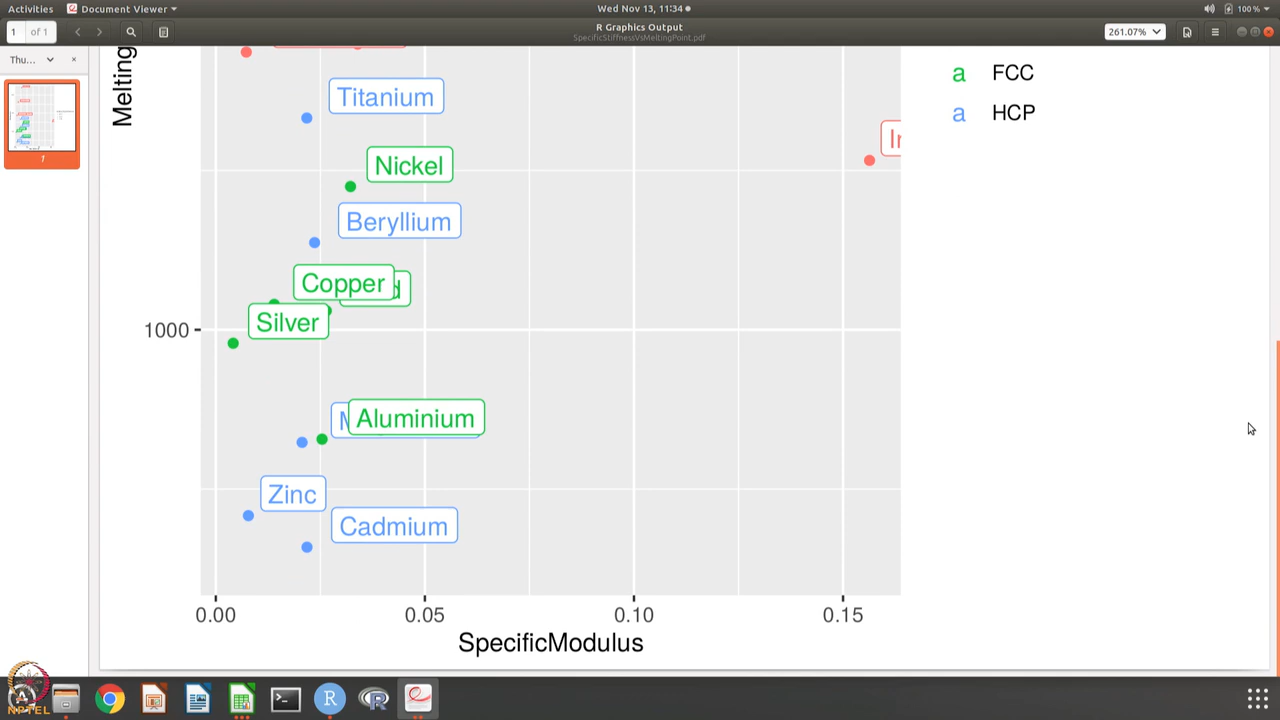 Activities
Document Viewer
Wed Nov 13, 11:34
100 %
1 of 1
R Graphics Output
SpecificStiffnessVsMeltingPoint.pdf
261.07%
Thu...
1
Melting
a FCC
a HCP
Titanium
Nickel
Beryllium
Copper
Silver
1000
Aluminium
Zinc
Cadmium
0.00 0.05 0.10 0.15
SpecificModulus
NPTEL